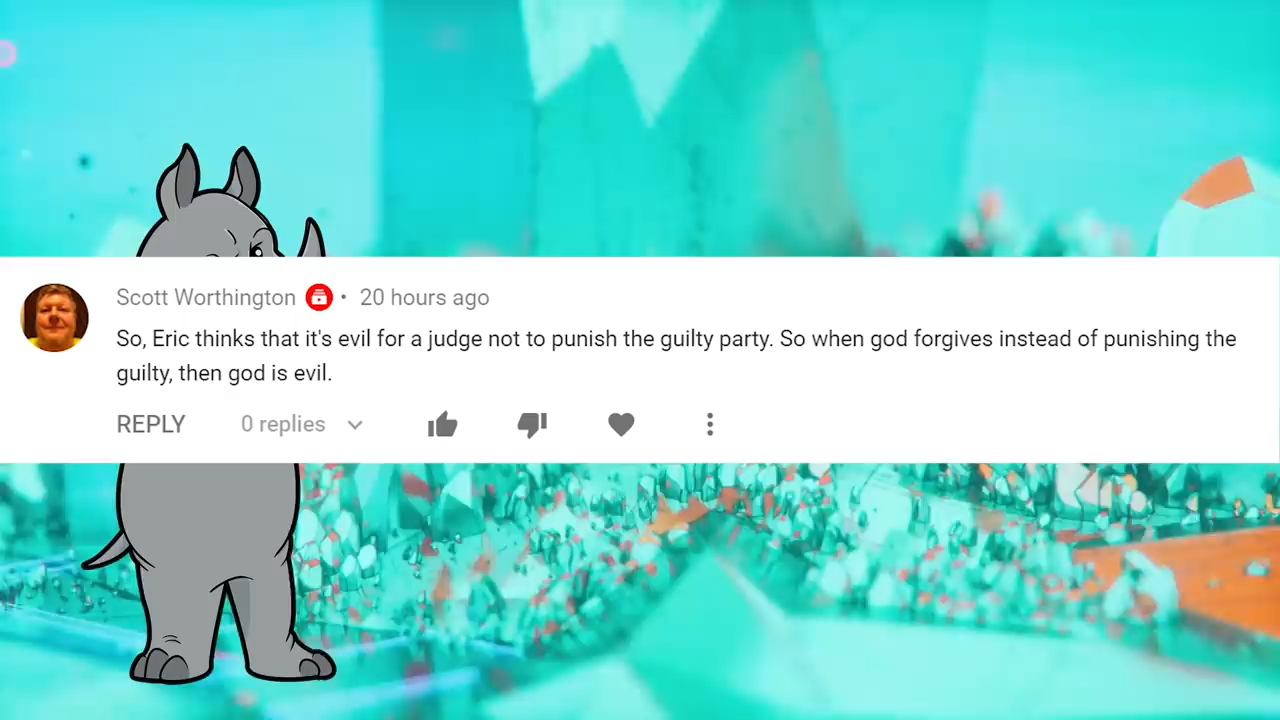 Scott Worthington • 20 hours ago
So, Eric thinks that it's evil for a judge not to punish the guilty party. So when god forgives instead of punishing the
guilty, then god is evil.
REPLY 0 replies